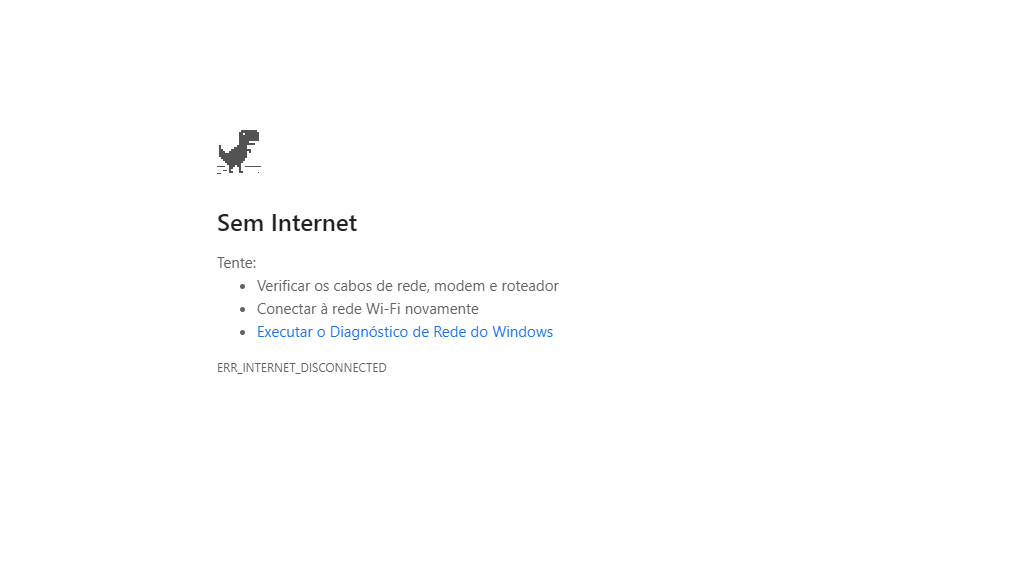 Sem Internet
Tente:
Verificar os cabos de rede, modem e roteador
Conectar à rede Wi-Fi novamente
Executar o Diagnóstico de Rede do Windows
ERR_INTERNET_DISCONNECTED